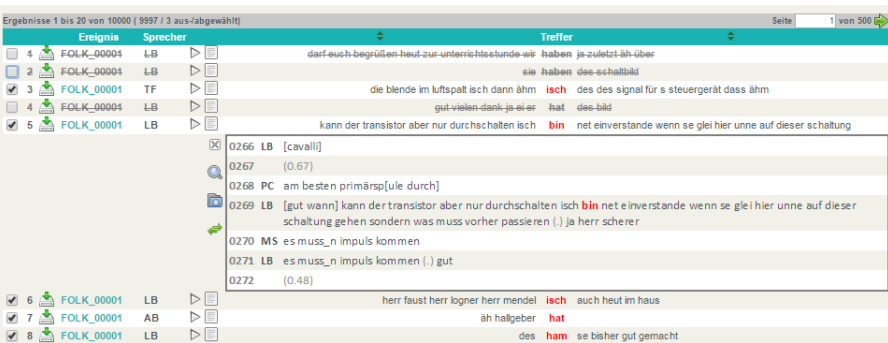 Ergebnisse 1 bis 20 von 10000 ( 9997 / 3 aus-/abgewählt) Seite 1 von 500
Ereignis Sprecher Treffer
1 FOLK_00001 LB darf euch begrüßen heut zur unterrichtsstunde wir haben ja zuletzt äh über
2 FOLK_00001 LB sie haben des schaltbild
3 FOLK_00001 TF die blende im luftspalt isch dann ähm isch des des signal für s steuergerät dass ähm
4 FOLK_00001 LB gut vielen dank ja ei er hat des bild
5 FOLK_00001 LB kann der transistor aber nur durchschalten isch bin net einverstande wenn se glei hier unne auf dieser schaltung
0266 LB [cavalli]
0267 (0.67)
0268 PC am besten primärsp[ule durch]
0269 LB [gut wann] kann der transistor aber nur durchschalten isch bin net einverstande wenn se glei hier unne auf dieser
schaltung gehen sondern was muss vorher passieren (.) ja herr scherer
0270 MS es muss_n impuls kommen
0271 LB es muss_n impuls kommen (.) gut
0272 (0.48)
6 FOLK_00001 LB herr faust herr logner herr mendel isch auch heut im haus
7 FOLK_00001 AB äh hallgeber hat
8 FOLK_00001 LB des ham se bisher gut gemacht